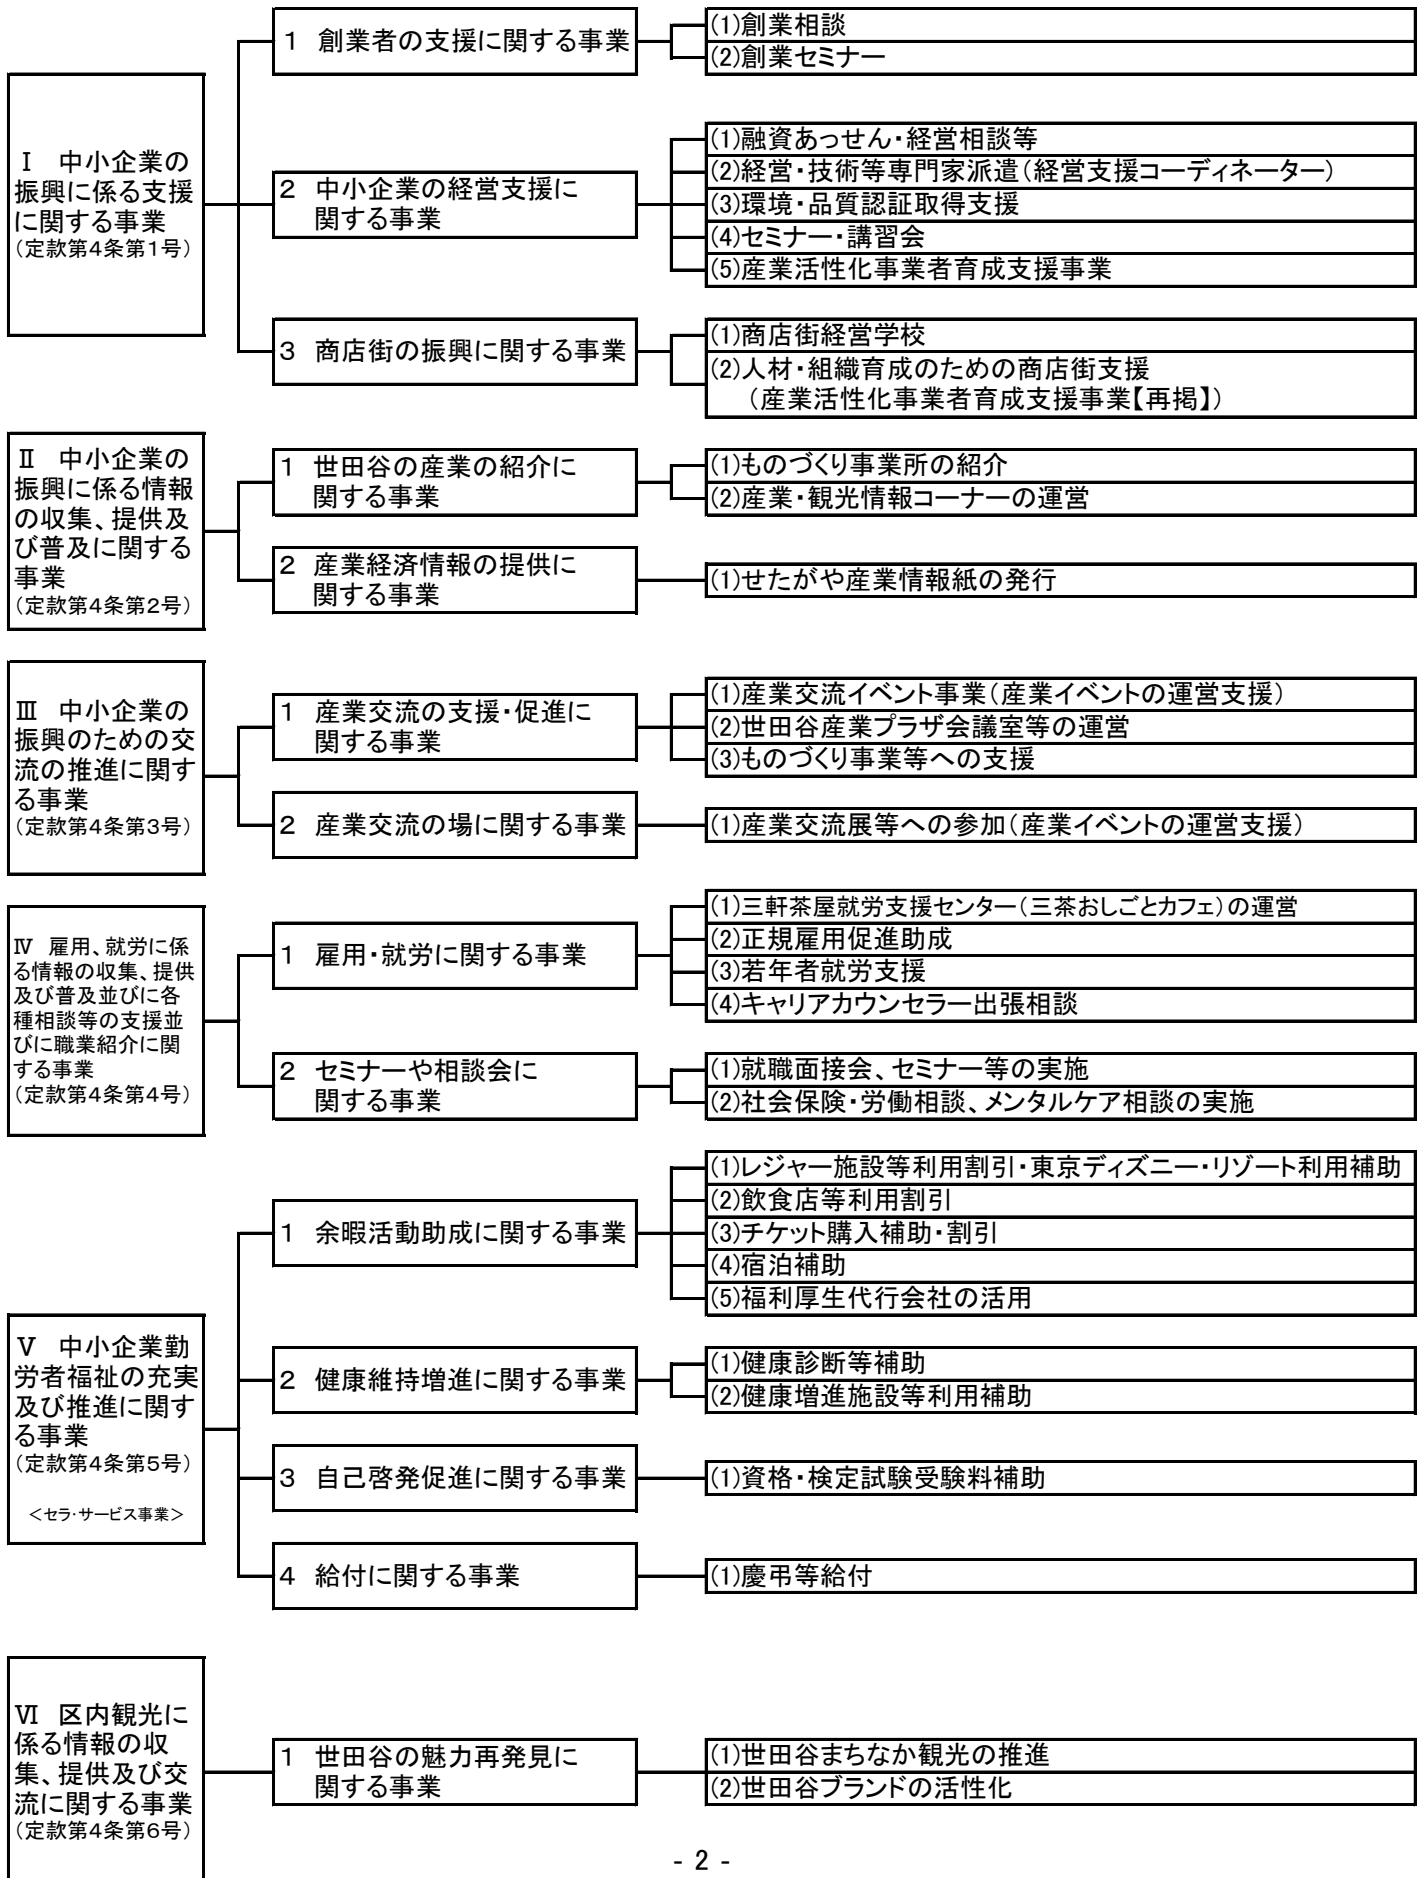 Ⅰ 中小企業の
振興に係る支援
に関する事業
(定款第4条第1号)
1 創業者の支援に関する事業
(1)創業相談
(2)創業セミナー
2 中小企業の経営支援に
関する事業
(1)融資あっせん・経営相談等
(2)経営・技術等専門家派遣(経営支援コーディネーター)
(3)環境・品質認証取得支援
(4)セミナー・講習会
(5)産業活性化事業者育成支援事業
3 商店街の振興に関する事業
(1)商店街経営学校
(2)人材・組織育成のための商店街支援
(産業活性化事業者育成支援事業【再掲】)
Ⅱ 中小企業の
振興に係る情報
の収集、提供及
び普及に関する
事業
(定款第4条第2号)
1 世田谷の産業の紹介に
関する事業
(1)ものづくり事業所の紹介
(2)産業・観光情報コーナーの運営
2 産業経済情報の提供に
関する事業
(1)せたがや産業情報紙の発行
Ⅲ 中小企業の
振興のための交
流の推進に関す
る事業
(定款第4条第3号)
1 産業交流の支援・促進に
関する事業
(1)産業交流イベント事業(産業イベントの運営支援)
(2)世田谷産業プラザ会議室等の運営
(3)ものづくり事業等への支援
2 産業交流の場に関する事業
(1)産業交流展等への参加(産業イベントの運営支援)
Ⅳ 雇用、就労に係
る情報の収集、提供
及び普及並びに各
種相談等の支援並
びに職業紹介に関
する事業
(定款第4条第4号)
1 雇用・就労に関する事業
(1)三軒茶屋就労支援センター(三茶おしごとカフェ)の運営
(2)正規雇用促進助成
(3)若年者就労支援
(4)キャリアカウンセラー出張相談
2 セミナーや相談会に
関する事業
(1)就職面接会、セミナー等の実施
(2)社会保険・労働相談、メンタルケア相談の実施
Ⅴ 中小企業勤
労者福祉の充実
及び推進に関す
る事業
(定款第4条第5号)
<セラ・サービス事業>
1 余暇活動助成に関する事業
(1)レジャー施設等利用割引・東京ディズニー・リゾート利用補助
(2)飲食店等利用割引
(3)チケット購入補助・割引
(4)宿泊補助
(5)福利厚生代行会社の活用
2 健康維持増進に関する事業
(1)健康診断等補助
(2)健康増進施設等利用補助
3 自己啓発促進に関する事業
(1)資格・検定試験受験料補助
4 給付に関する事業
(1)慶弔等給付
Ⅵ 区内観光に
係る情報の収
集、提供及び交
流に関する事業
(定款第4条第6号)
1 世田谷の魅力再発見に
関する事業
(1)世田谷まちなか観光の推進
(2)世田谷ブランドの活性化
- 2 -